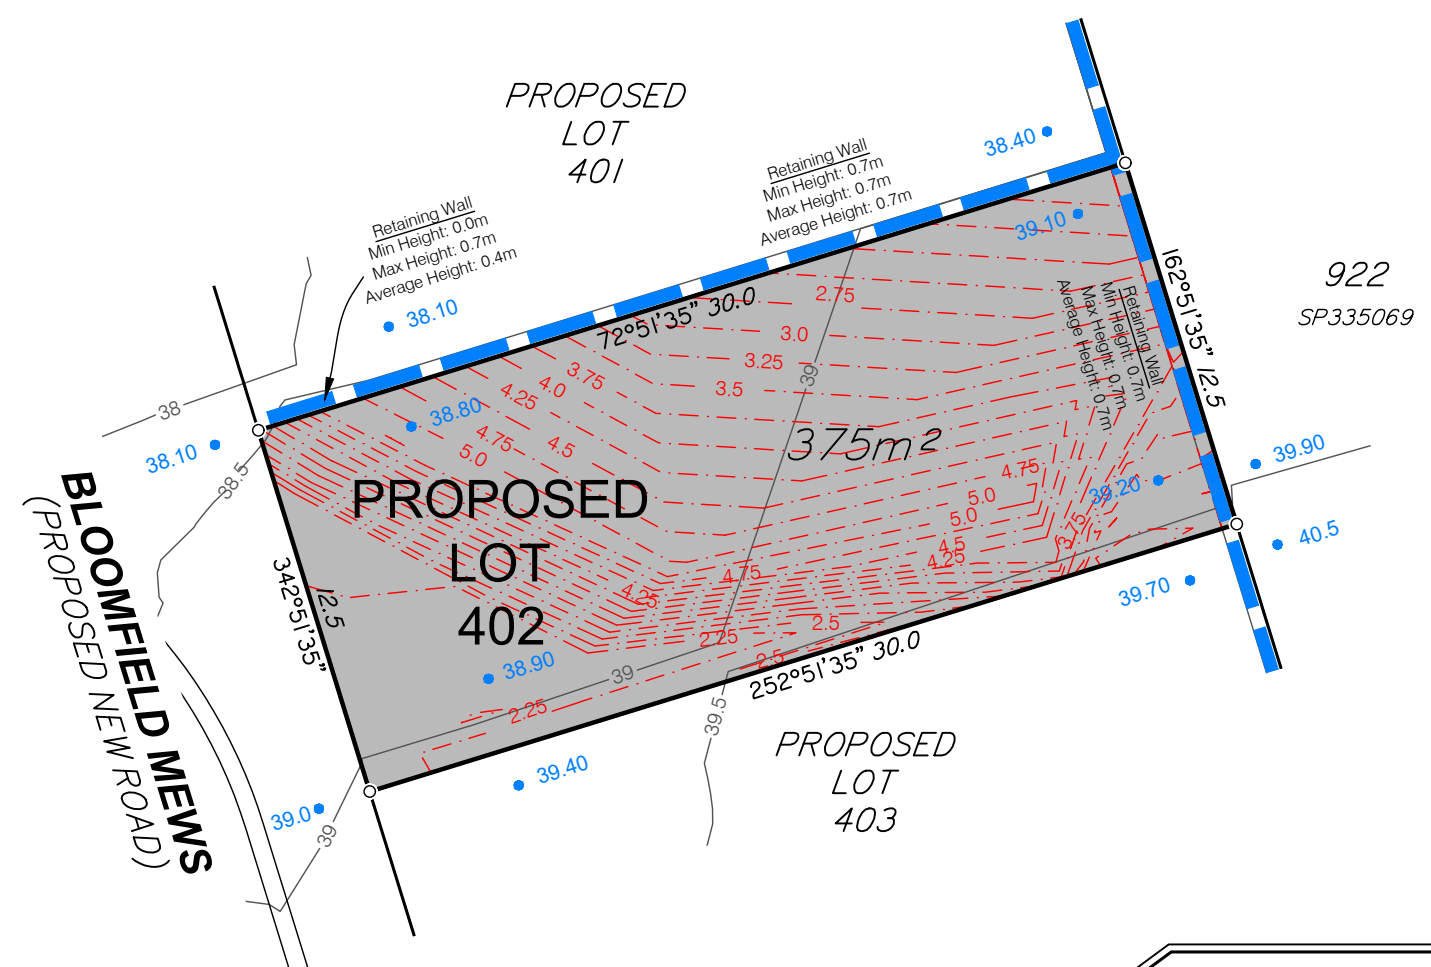 PROPOSED
LOT
401
38.40
Retaining Wall
Min Height: 0.7m
Max Height: 0.7m
Average Height: 0.7m
Retaining Wall
Min Height: 0.0m
Max Height: 0.7m
Average Height: 0.4m
39.10
922
SP335069
162°51'35" 12.5
Retaining Wall
Min Height: 0.7m
Max Height: 0.7m
Average Height: 0.7m
38.10
72°51'35" 30.0
2.75
3.0
3.25
3.5
39
3.75
4.0
4.25
38
38.80
4.75
4.5
5.0
375m²
38.10
38.5
39.90
4.75
39.20
5.0
5.0
PROPOSED
LOT
402
3.75
4.5
4.25
40.5
4.75
4.25
39.70
342°51'35"
12.5
2.5
2.25
2.5
38.90
39
252°51'35" 30.0
2.25
39.5
BLOOMFIELD MEWS
(PROPOSED NEW ROAD)
39.40
39.0
39
PROPOSED
LOT
403